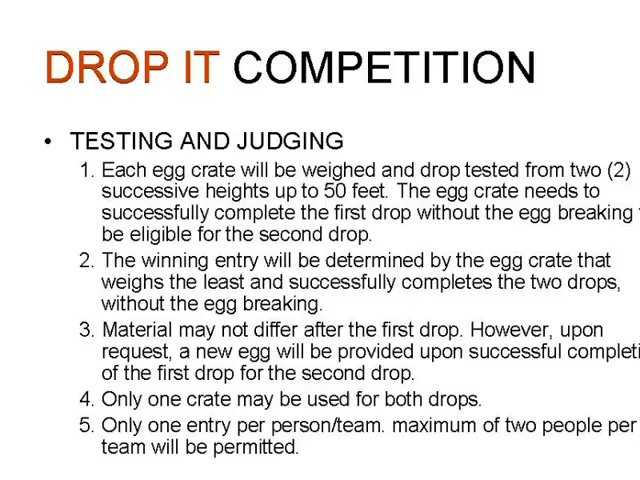 DROP IT COMPETITION
• TESTING AND JUDGING
1. Each egg crate will be weighed and drop tested from two (2)
successive heights up to 50 feet. The egg crate needs to
successfully complete the first drop without the egg breaking
be eligible for the second drop.
2. The winning entry will be determined by the egg crate that
weighs the least and successfully completes the two drops,
without the egg breaking.
3. Material may not differ after the first drop. However, upon
request, a new egg will be provided upon successful completi
of the first drop for the second drop.
4. Only one crate may be used for both drops.
5. Only one entry per person/team. maximum of two people per
team will be permitted.